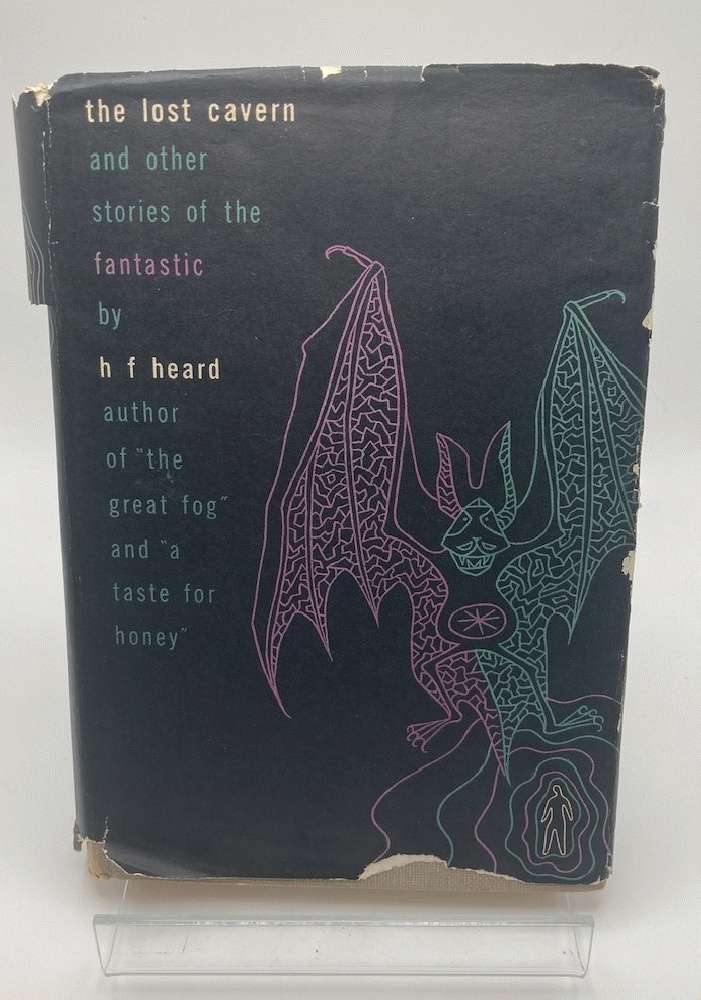 the lost cavern
and other
stories of the
fantastic
by
h f heard
author
of "the
great fog"
and "a
taste for
honey"